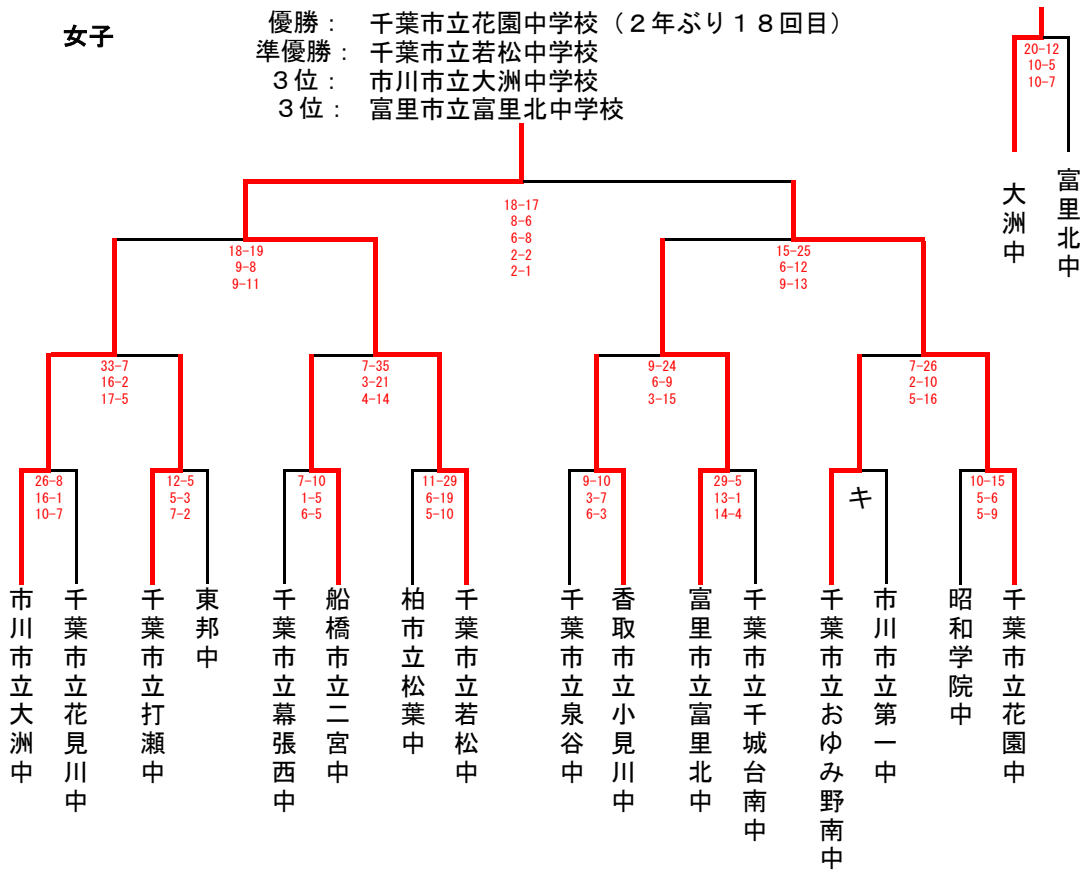 女子
優勝： 千葉市立花園中学校（２年ぶり１８回目）
準優勝： 千葉市立若松中学校
３位： 市川市立大洲中学校
３位： 富里市立富里北中学校
20-12
10-5
10-7
大洲中
富里北中
18-17
8-6
6-8
2-2
2-1
18-19
9-8
9-11
15-25
6-12
9-13
33-7
16-2
17-5
7-35
3-21
4-14
9-24
6-9
3-15
7-26
2-10
5-16
26-8
16-1
10-7
12-5
5-3
7-2
7-10
1-5
6-5
11-29
6-19
5-10
9-10
3-7
6-3
29-5
13-1
14-4
キ
10-15
5-6
5-9
市川市立大洲中
千葉市立花見川中
千葉市立打瀬中
東邦中
千葉市立幕張西中
船橋市立二宮中
柏市立松葉中
千葉市立若松中
千葉市立泉谷中
香取市立小見川中
富里市立富里北中
千葉市立千城台南中
千葉市立おゆみ野南中
市川市立第一中
昭和学院中
千葉市立花園中